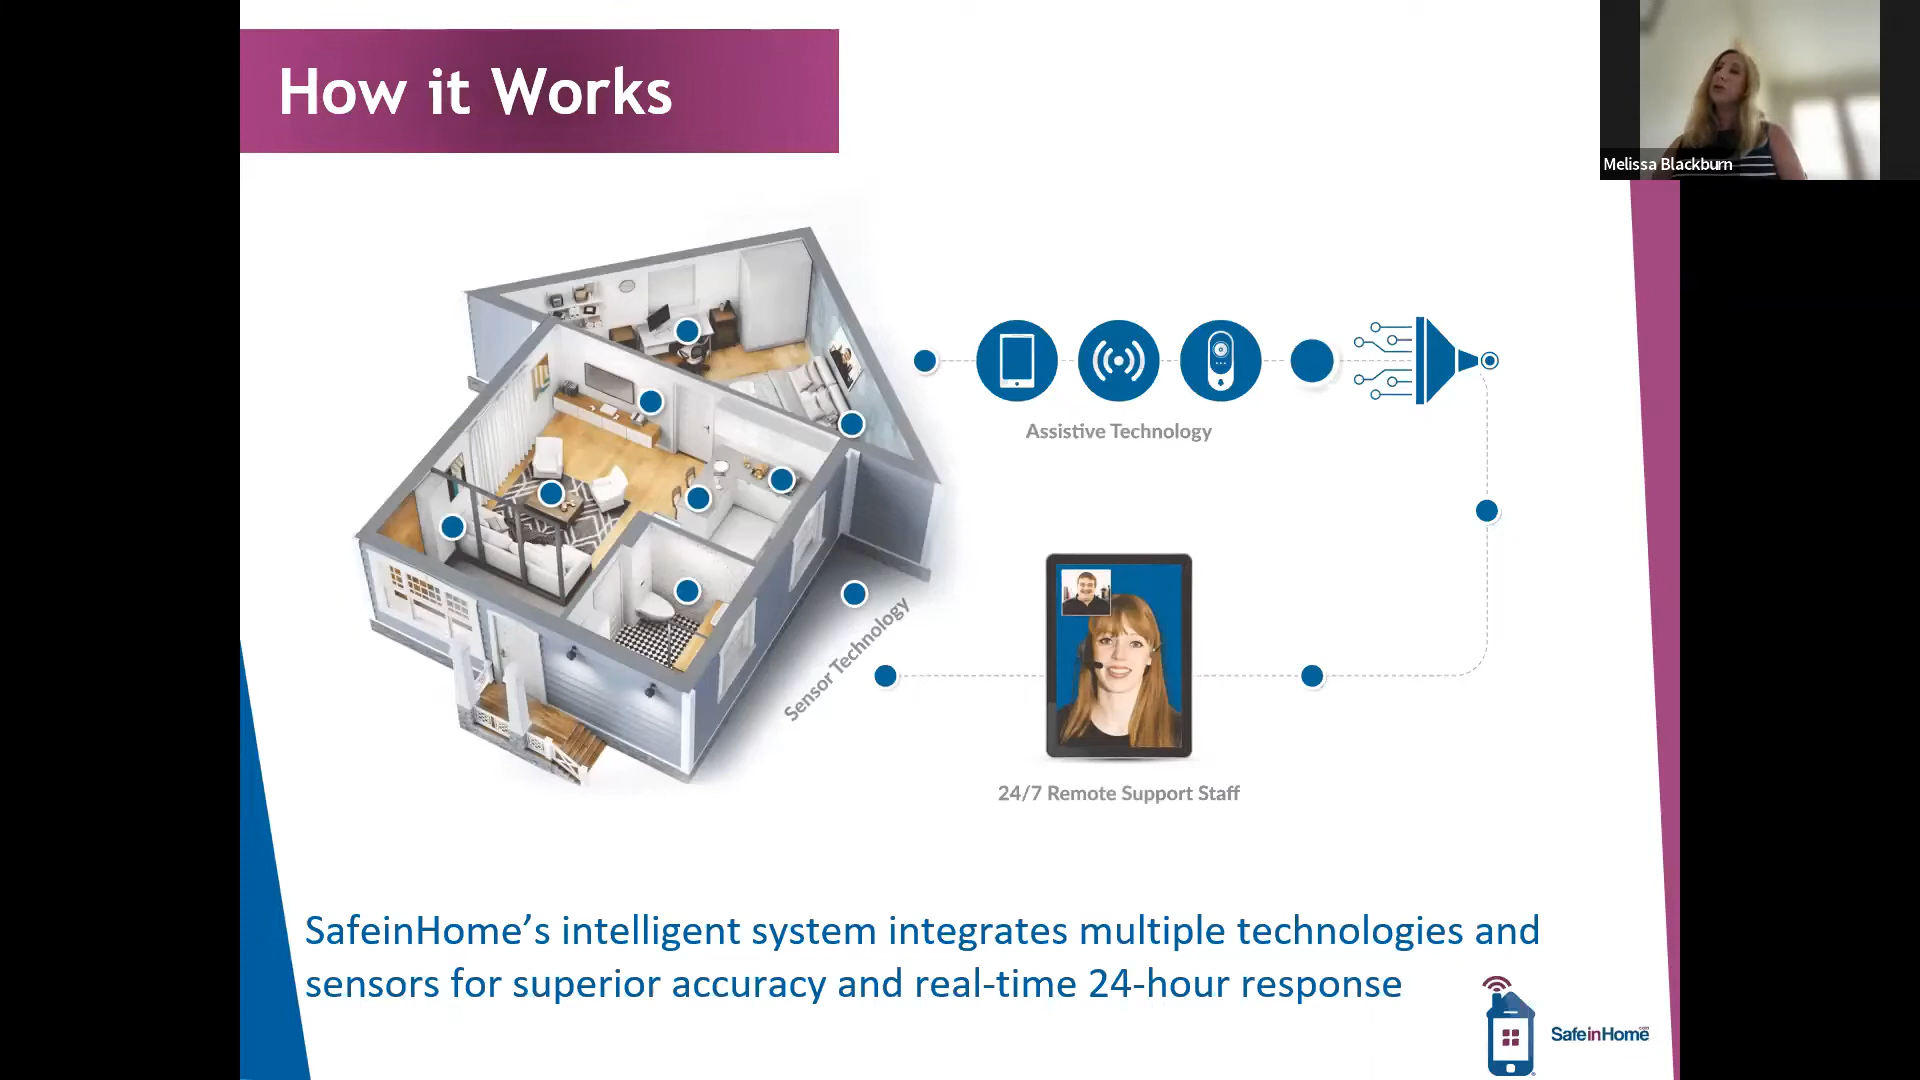 How it Works
Melissa Blackburn
Assistive Technology
Sensor Technology
24/7 Remote Support Staff
SafeinHome’s intelligent system integrates multiple technologies and
sensors for superior accuracy and real-time 24-hour response
SafeinHome.com